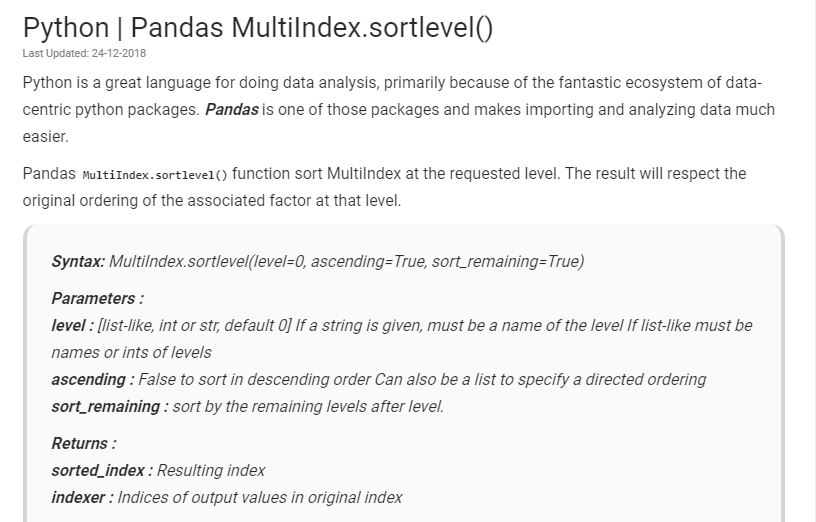 Python | Pandas MultiIndex.sortlevel()
Last Updated: 24-12-2018
Python is a great language for doing data analysis, primarily because of the fantastic ecosystem of data-
centric python packages. Pandas is one of those packages and makes importing and analyzing data much
easier.
Pandas MultiIndex.sortlevel() function sort MultiIndex at the requested level. The result will respect the
original ordering of the associated factor at that level.
Syntax: MultiIndex.sortlevel(level=0, ascending=True, sort_remaining=True)
Parameters :
level : [list-like, int or str, default 0] If a string is given, must be a name of the level If list-like must be
names or ints of levels
ascending : False to sort in descending order Can also be a list to specify a directed ordering
sort_remaining : sort by the remaining levels after level.
Returns :
sorted_index : Resulting index
indexer : Indices of output values in original index